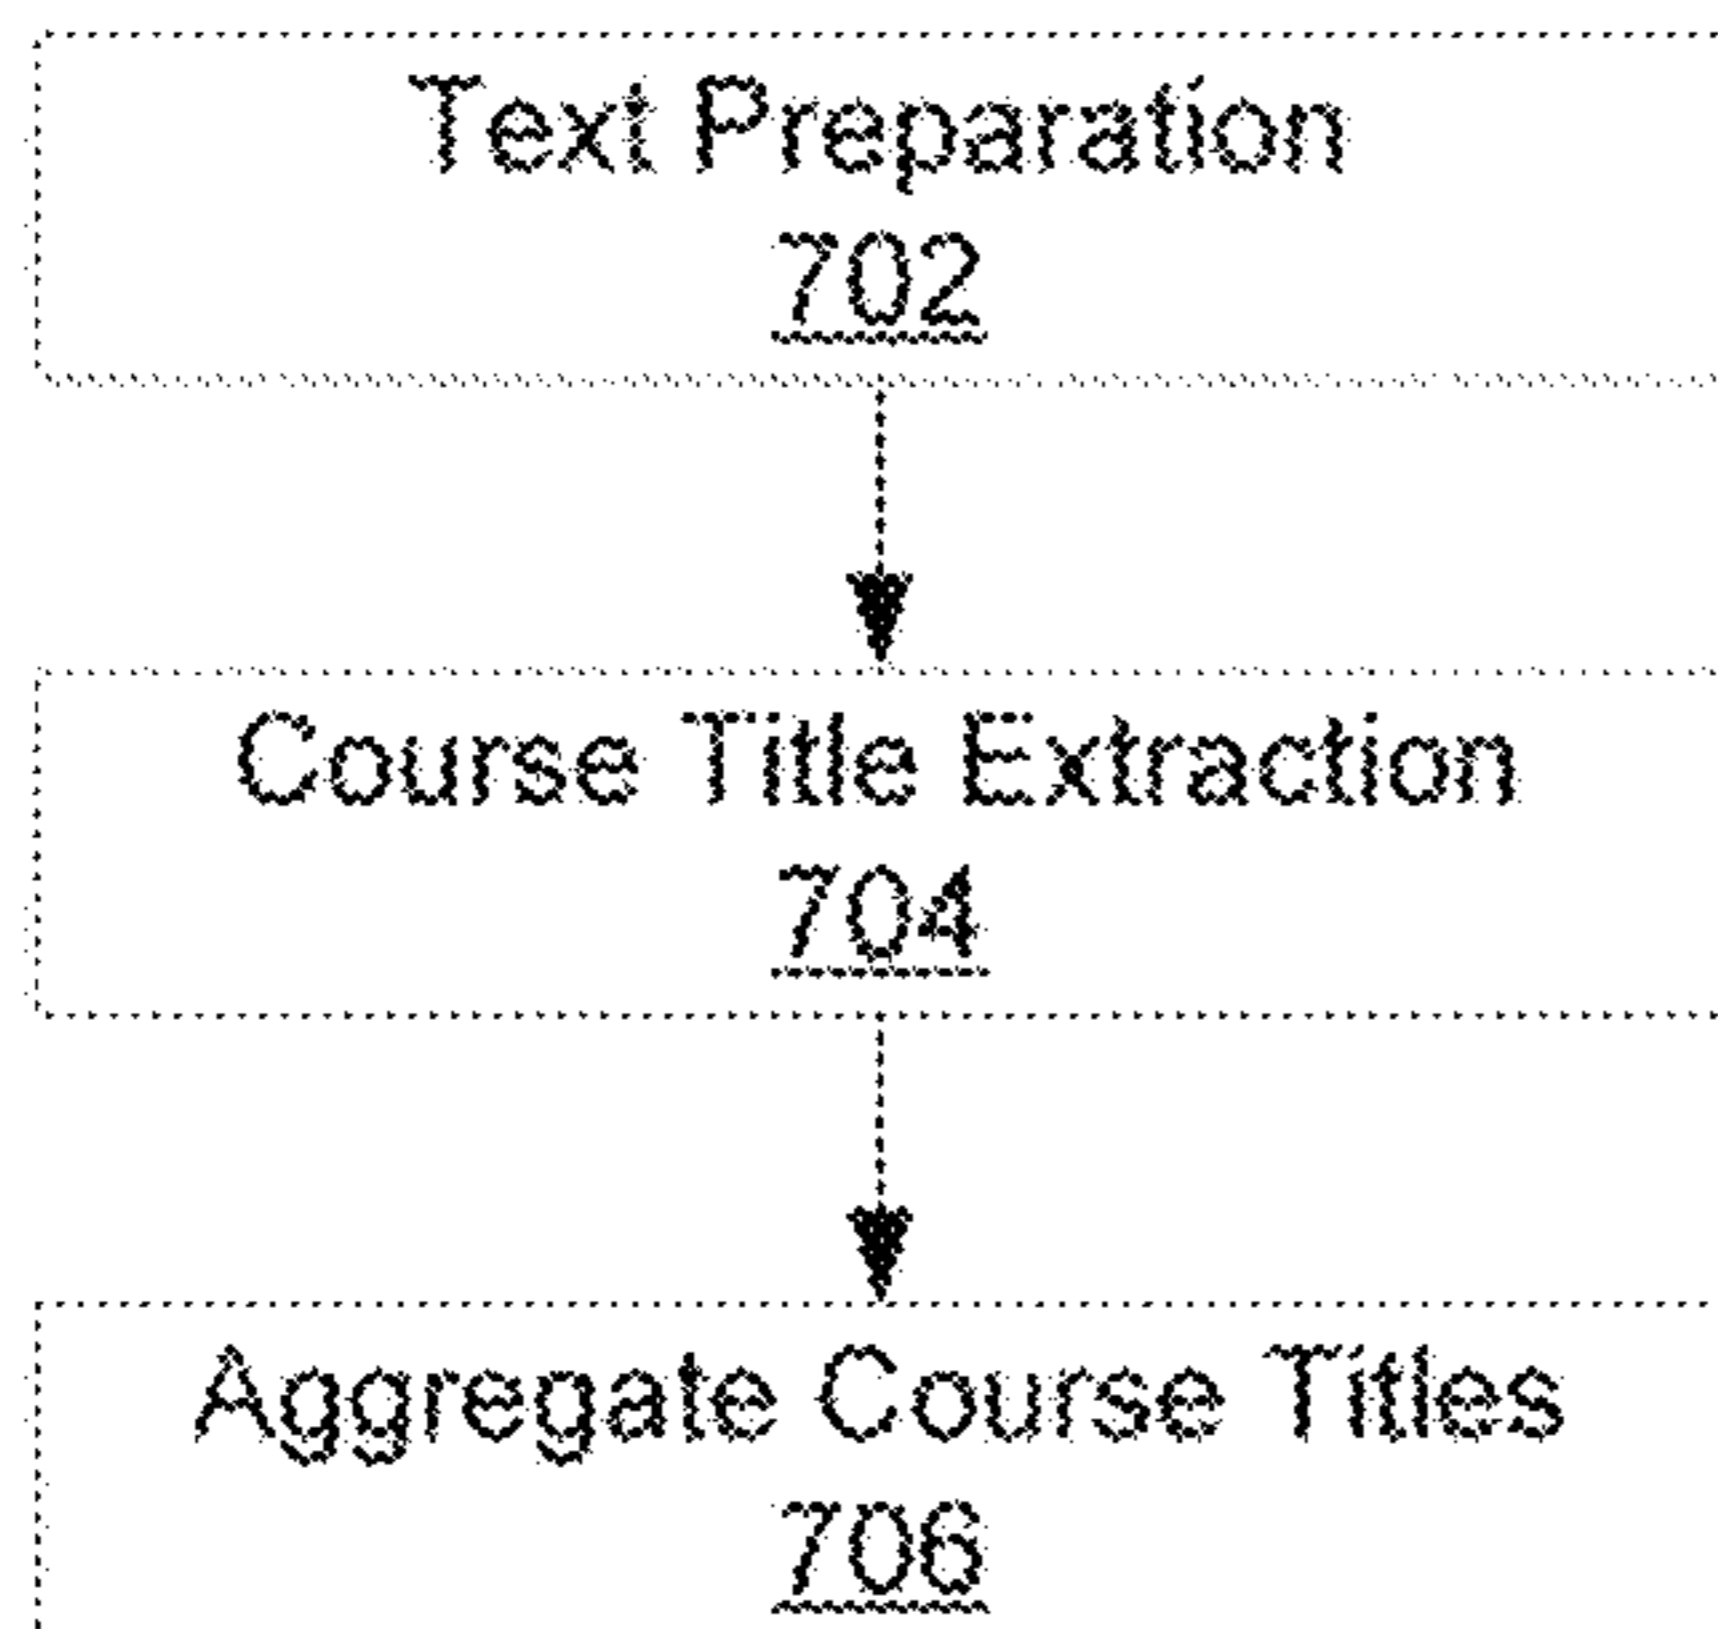 Text Preparation
702
Course Title Extraction
704
Aggregate Course Titles
706